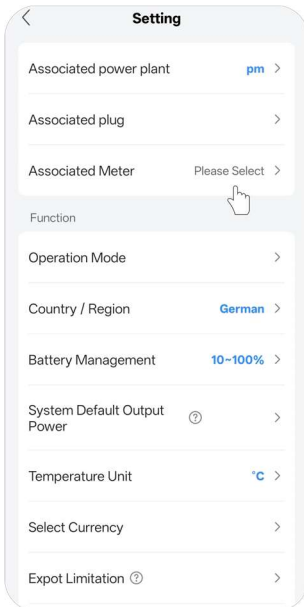 Setting
Associated power plant pm
Associated plug
Associated Meter Please Select
Function
Operation Mode
Country / Region German
Battery Management 10~100%
System Default Output ?
Power
Temperature Unit °C
Select Currency
Expot Limitation ?